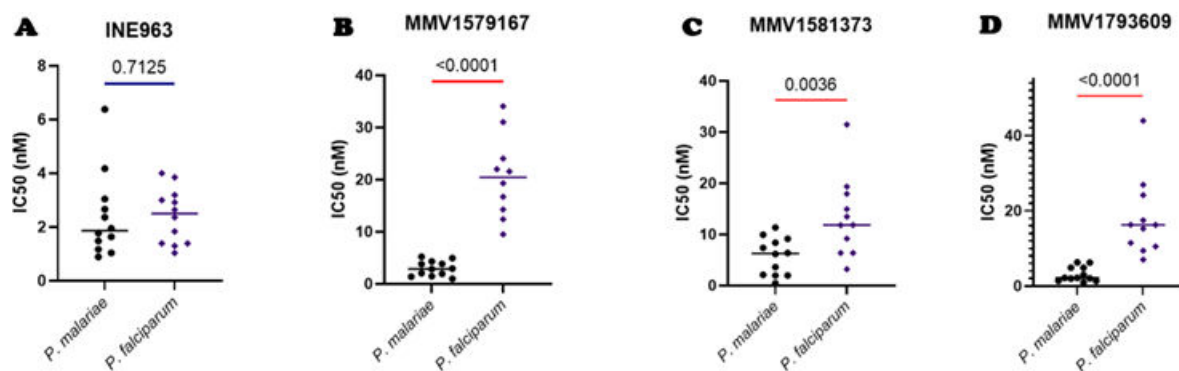 A
INE963
0.7125
8
6
4
2
0
IC50 (nM)
P. malariae
P. falciparum
B
MMV1579167
<0.0001
40
30
20
10
0
IC50 (nM)
P. malariae
P. falciparum
C
MMV1581373
0.0036
40
30
20
10
0
IC50 (nM)
P. malariae
P. falciparum
D
MMV1793609
<0.0001
40
20
0
IC50 (nM)
P. malariae
P. falciparum